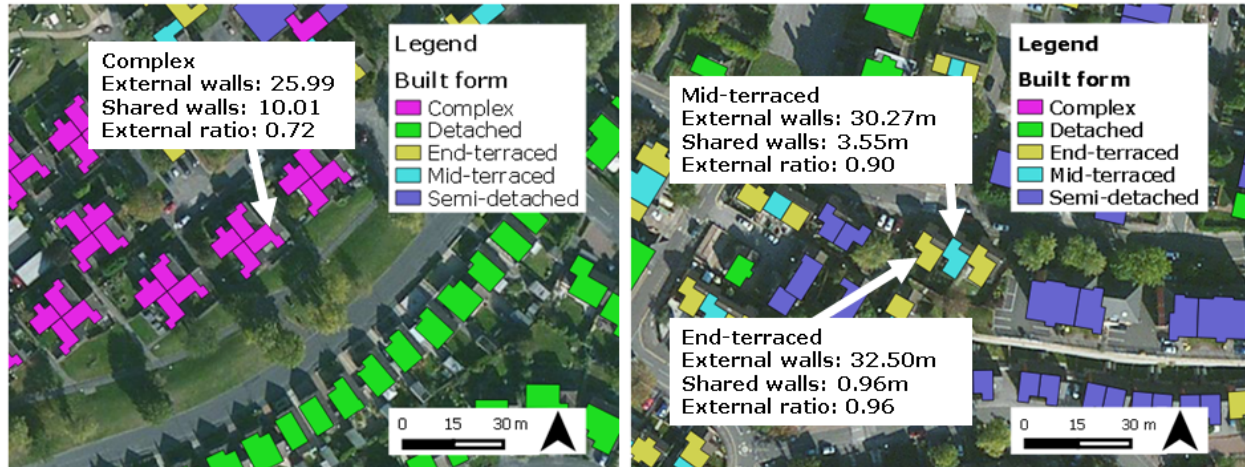 Complex
External walls: 25.99
Shared walls: 10.01
External ratio: 0.72
Legend
Built form
Complex
Detached
End-terraced
Mid-terraced
Semi-detached
0 15 30 m
Mid-terraced
External walls: 30.27m
Shared walls: 3.55m
External ratio: 0.90
Legend
Built form
Complex
Detached
End-terraced
Mid-terraced
Semi-detached
End-terraced
External walls: 32.50m
Shared walls: 0.96m
External ratio: 0.96
0 15 30 m